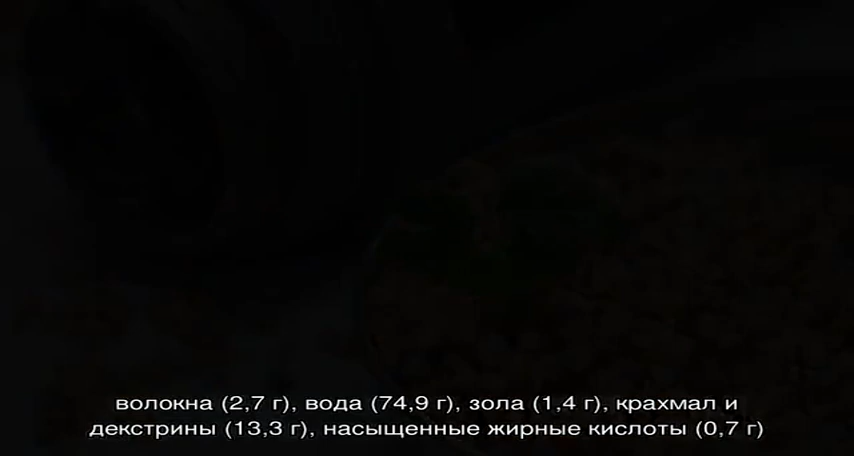 волокна (2,7 г), вода (74,9 г), зола (1,4 г), крахмал и
декстрины (13,3 г), насыщенные жирные кислоты (0,7 г)